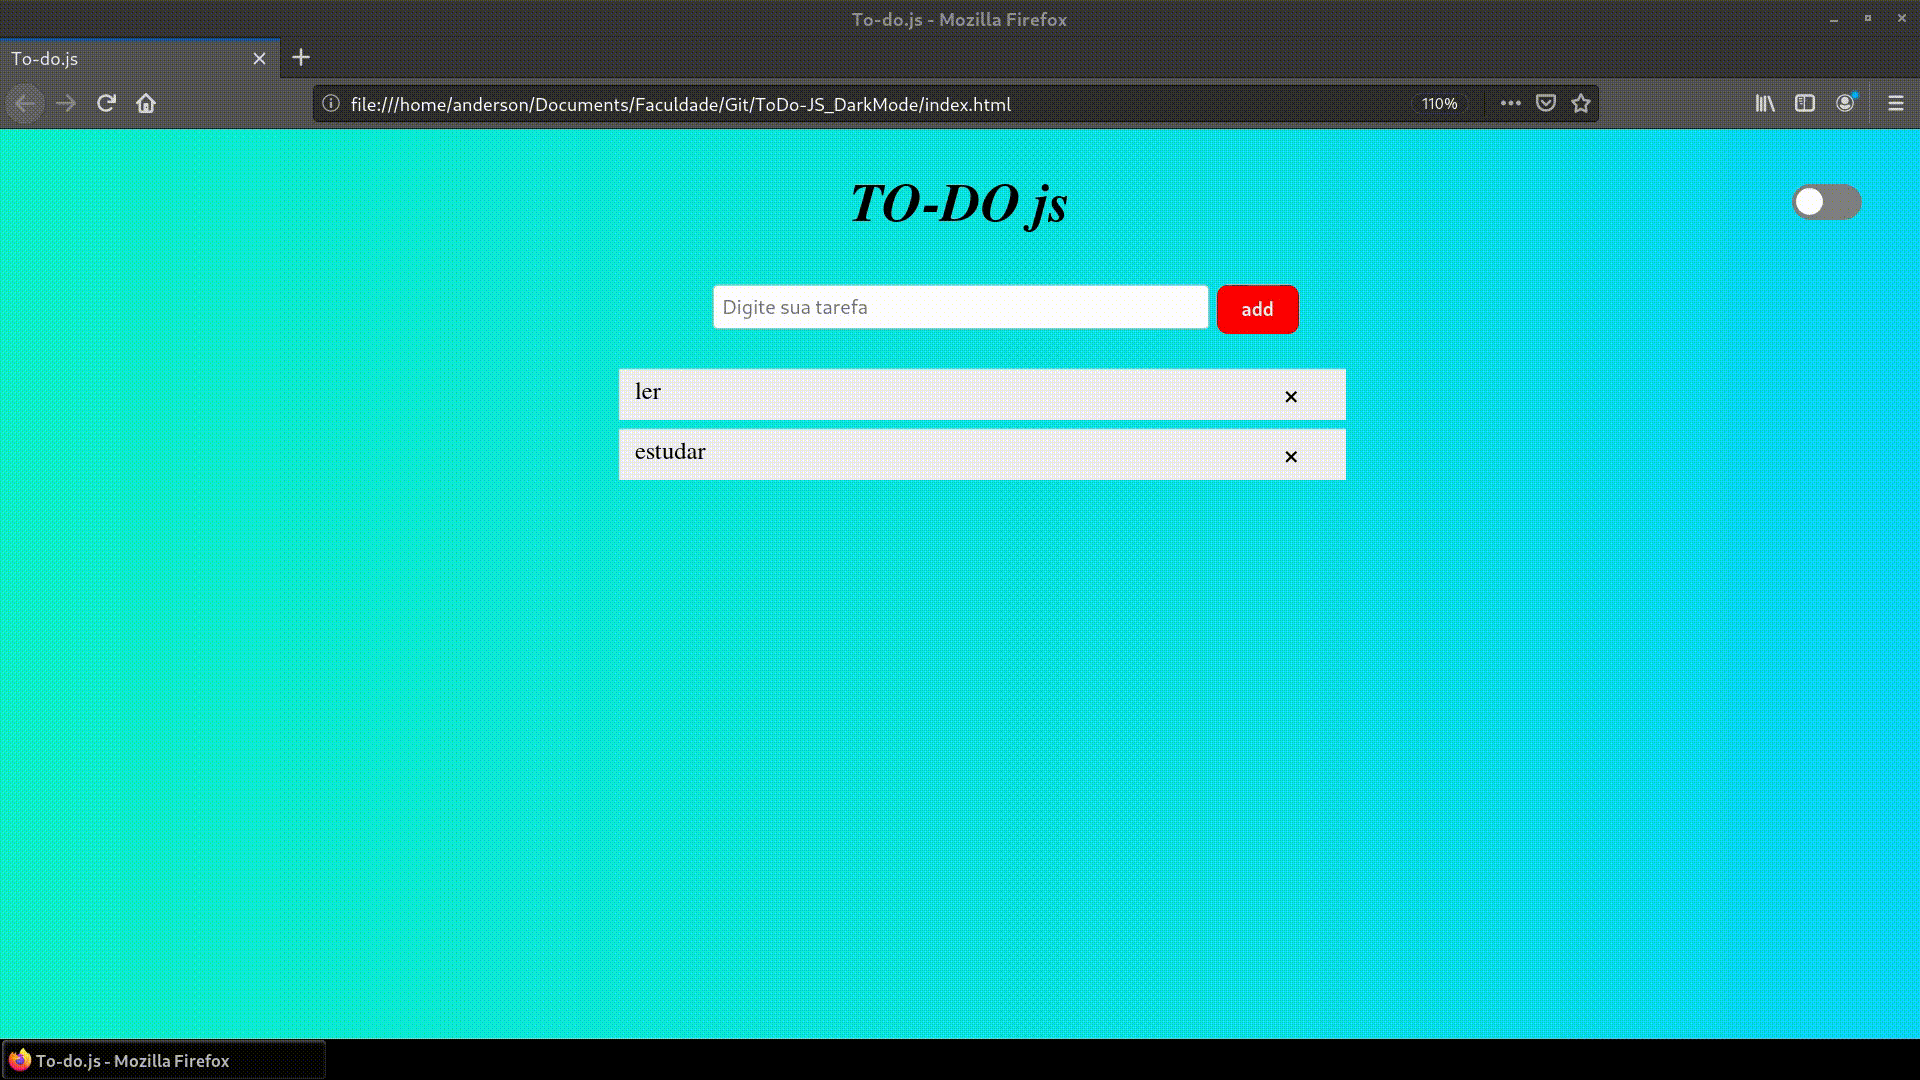 To-do.js - Mozilla Firefox
To-do.js
file:///home/anderson/Documents/Faculdade/Git/ToDo-JS_DarkMode/index.html 110%
TO-DO js
Digite sua tarefa add
ler ×
estudar ×
To-do.js - Mozilla Firefox